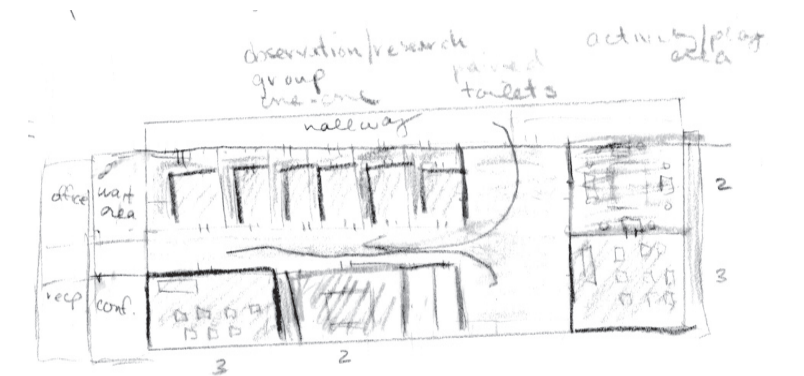 observation/research
group
one-one
paired
toilets
activity/play
area
hallway
office
wait
area
recp
conf.
2
3
3
2